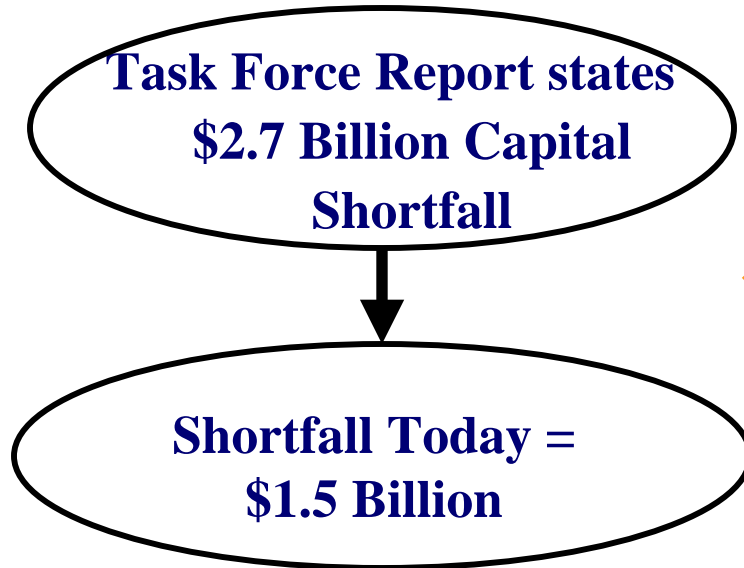 Task Force Report states
$2.7 Billion Capital
Shortfall
Shortfall Today =
$1.5 Billion